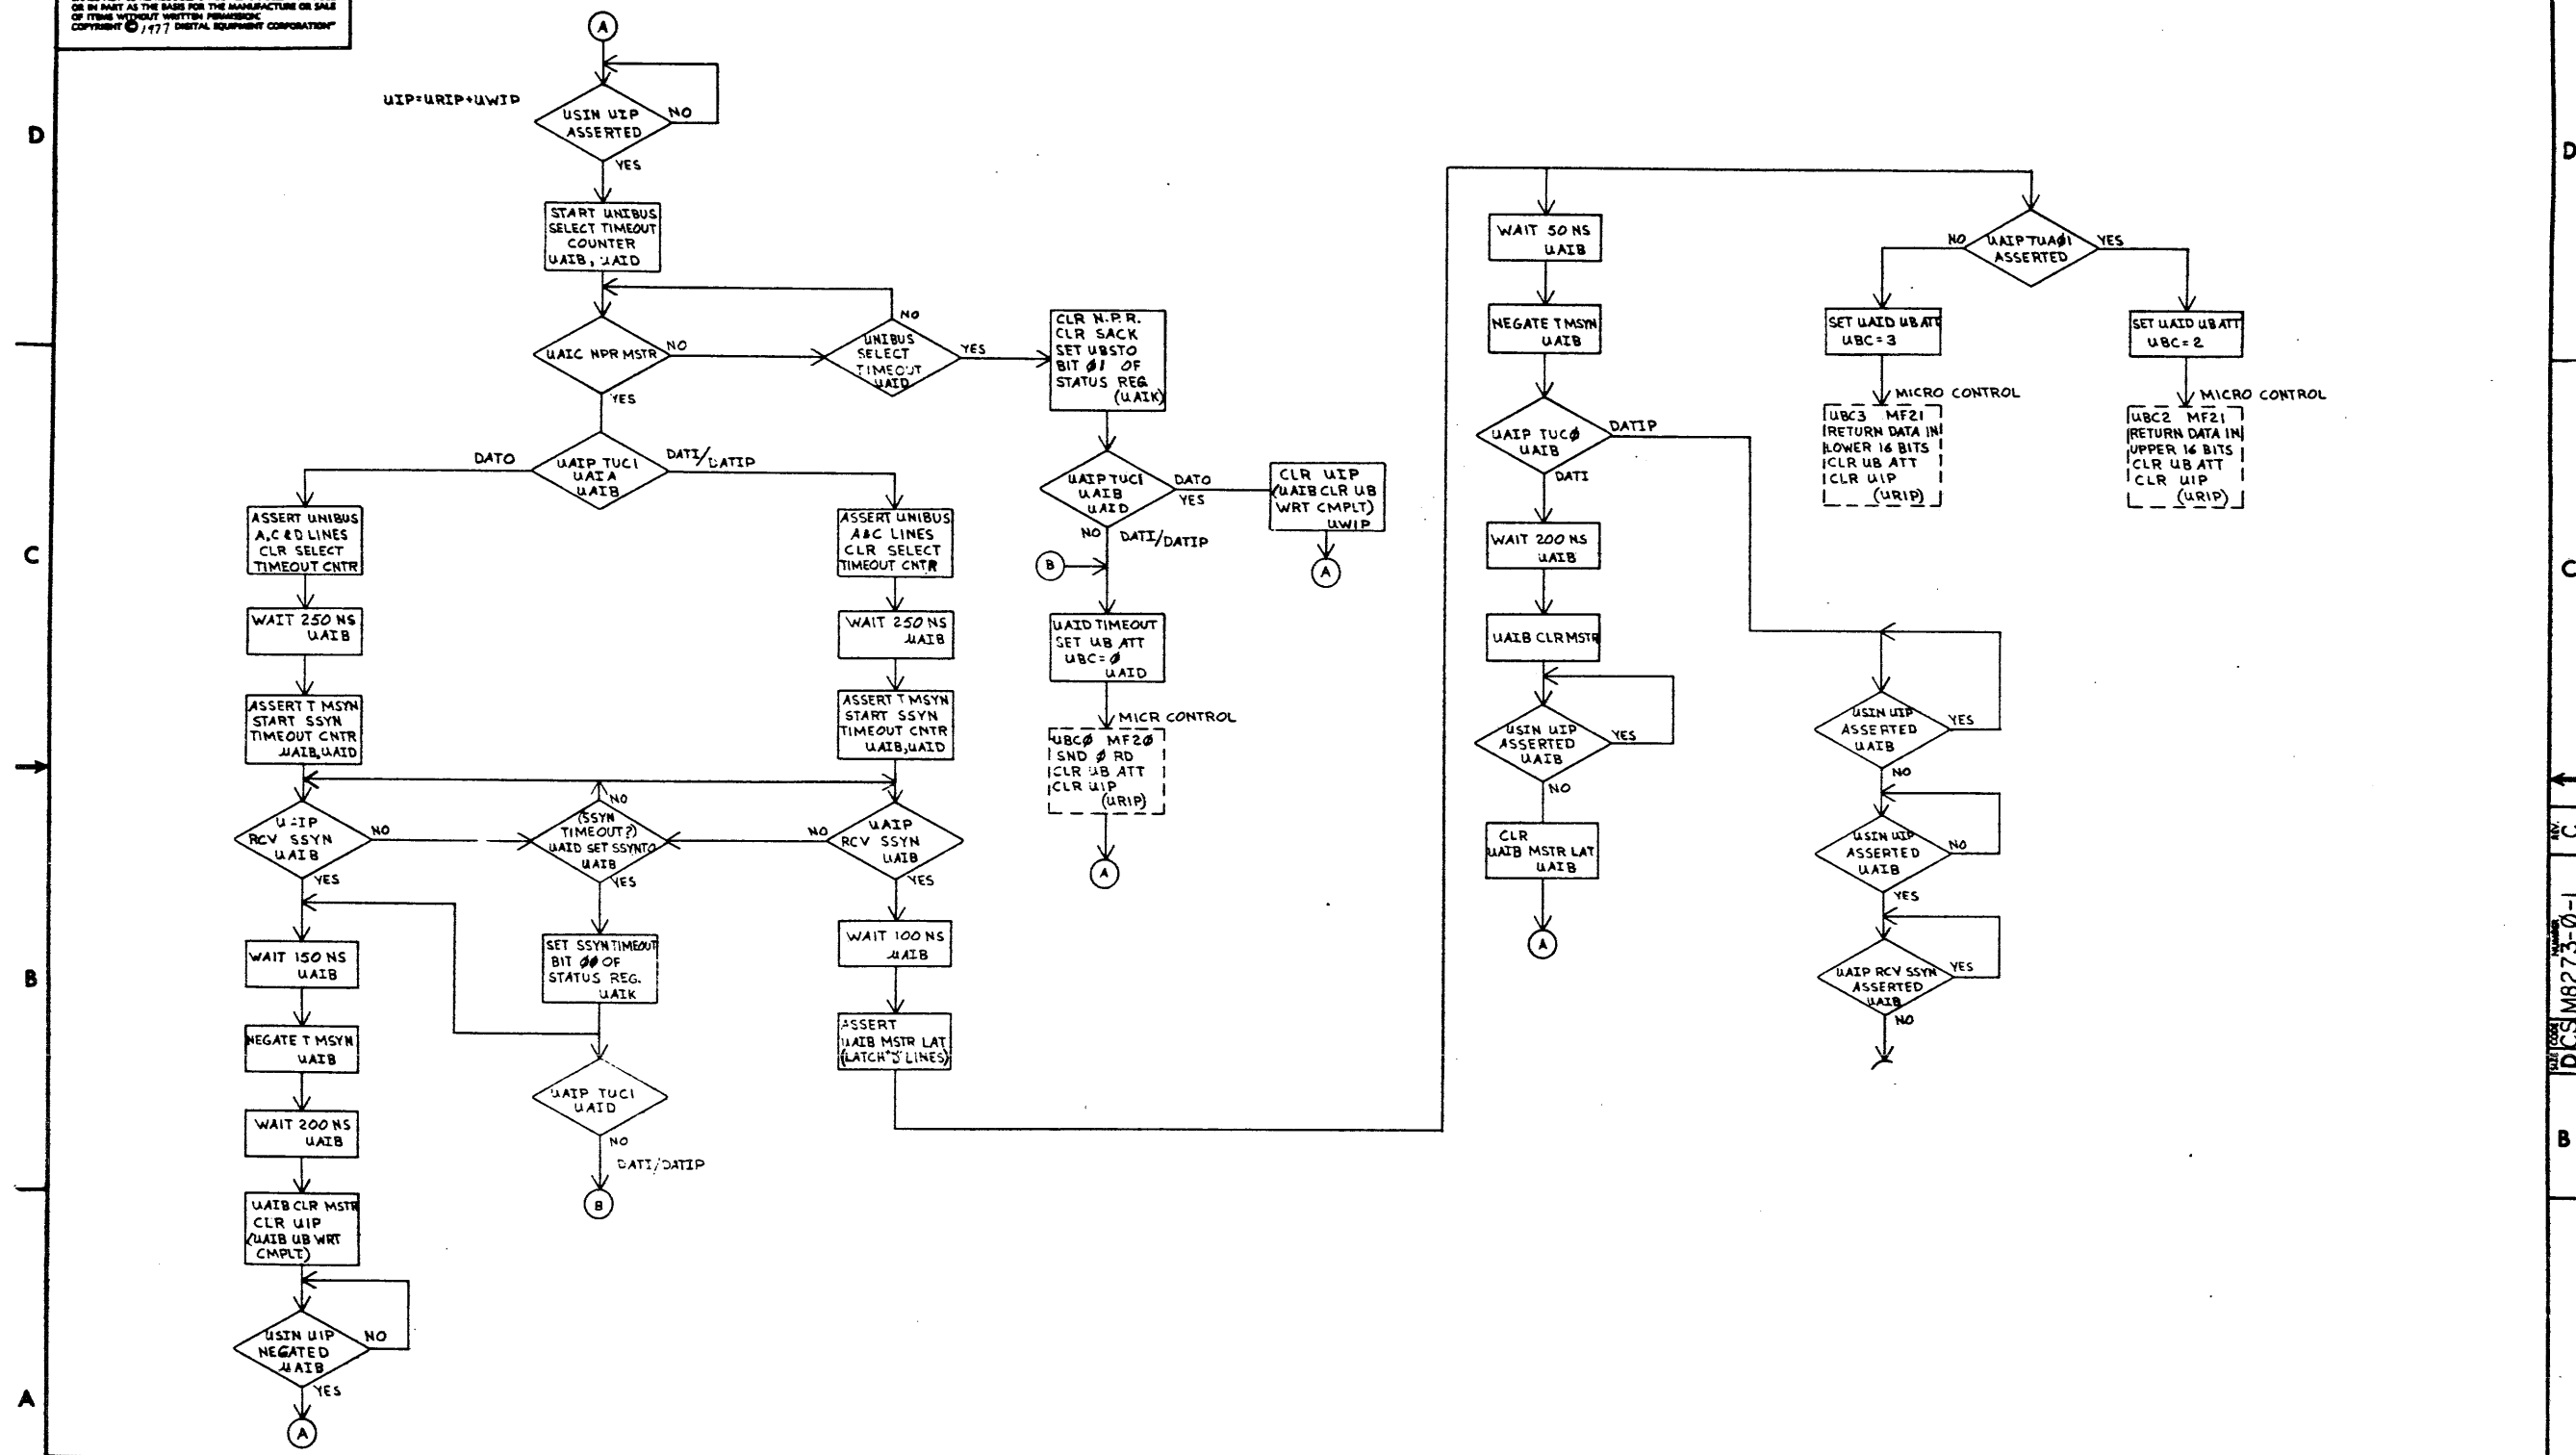 OR IN PART AS THE BASIS FOR THE MANUFACTURE OR SALE
OF ITEMS WITHOUT WRITTEN PERMISSION.
COPYRIGHT © 1977 DIGITAL EQUIPMENT CORPORATION"
A
UIP=URIP+UWIP
USIN UIP
ASSERTED
NO
YES
START UNIBUS
SELECT TIMEOUT
COUNTER
UAIB, UAID
UAIC NPR MSTR
NO
YES
UNIBUS
SELECT
TIMEOUT
UAID
NO
YES
CLR N.P.R.
CLR SACK
SET UBSTO
BIT Ø1 OF
STATUS REG.
(UAIK)
UAIP TUC1
UAIA
UAIB
DATO
DATI/DATIP
UAIP TUC1
UAIB
UAID
DATO
YES
NO
DATI/DATIP
CLR UIP
(UAIB CLR UB
WRT CMPLT)
UWIP
A
B
UAID TIMEOUT
SET UB ATT
UBC=Ø
UAID
MICR CONTROL
UBCØ MF2Ø
SND Ø RD
CLR UB ATT
CLR UIP
(URIP)
A
ASSERT UNIBUS
A,C & D LINES
CLR SELECT
TIMEOUT CNTR
WAIT 250 NS
UAIB
ASSERT T MSYN
START SSYN
TIMEOUT CNTR
UAIB,UAID
ASSERT UNIBUS
A&C LINES
CLR SELECT
TIMEOUT CNTR
WAIT 250 NS
UAIB
ASSERT T MSYN
START SSYN
TIMEOUT CNTR
UAIB,UAID
UAIP
RCV SSYN
UAIB
NO
YES
NO
(SSYN
TIMEOUT?)
UAID SET SSYNTO
UAIB
YES
UAIP
RCV SSYN
UAIB
NO
YES
WAIT 150 NS
UAIB
NEGATE T MSYN
UAIB
WAIT 200 NS
UAIB
UAIB CLR MSTR
CLR UIP
(UAIB UB WRT
CMPLT)
USIN UIP
NEGATED
UAIB
NO
YES
A
SET SSYN TIMEOUT
BIT ØØ OF
STATUS REG.
UAIK
UAIP TUC1
UAID
NO
DATI/DATIP
B
WAIT 100 NS
UAIB
ASSERT
UAIB MSTR LAT
(LATCH "D" LINES)
WAIT 50 NS
UAIB
NEGATE T MSYN
UAIB
UAIP TUCØ
UAIB
DATIP
DATI
WAIT 200 NS
UAIB
UAIB CLR MSTR
USIN UIP
ASSERTED
UAIB
YES
NO
CLR
UAIB MSTR LAT
UAIB
A
UAIP TUAØ1
ASSERTED
NO
YES
SET UAID UB ATT
UBC=3
MICRO CONTROL
UBC3 MF21
RETURN DATA IN
LOWER 16 BITS
CLR UB ATT
CLR UIP
(URIP)
SET UAID UB ATT
UBC=2
MICRO CONTROL
UBC2 MF21
RETURN DATA IN
UPPER 16 BITS
CLR UB ATT
CLR UIP
(URIP)
USIN UIP
ASSERTED
UAIB
YES
NO
USIN UIP
ASSERTED
UAIB
NO
YES
UAIP RCV SSYN
ASSERTED
UAIB
YES
NO
D
C
B
A
D
C
B
SIZE
D
CODE
CS
NUMBER
M8273-Ø-1
REV.
C